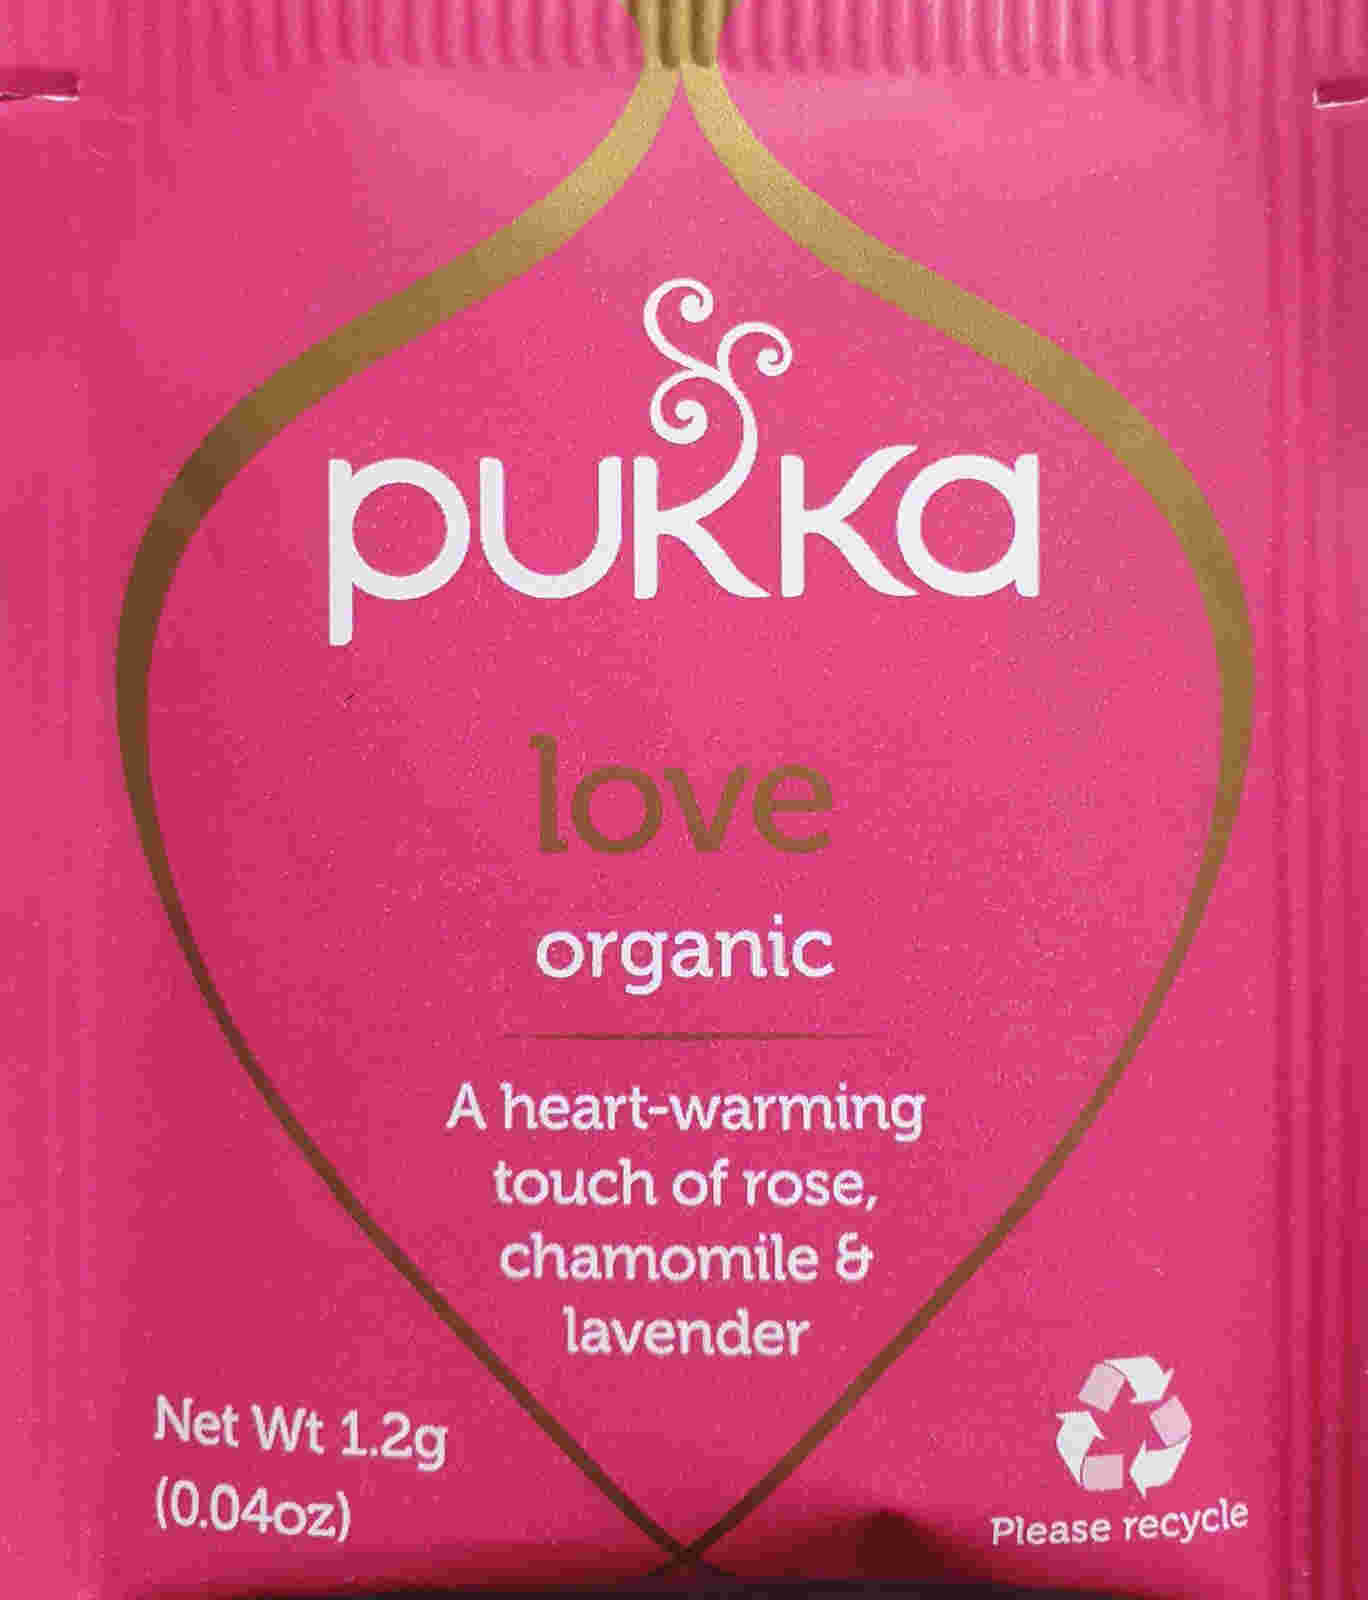 pukka
love
organic
A heart-warming
touch of rose,
chamomile &
lavender
Net Wt 1.2g
(0.04oz)
Please recycle